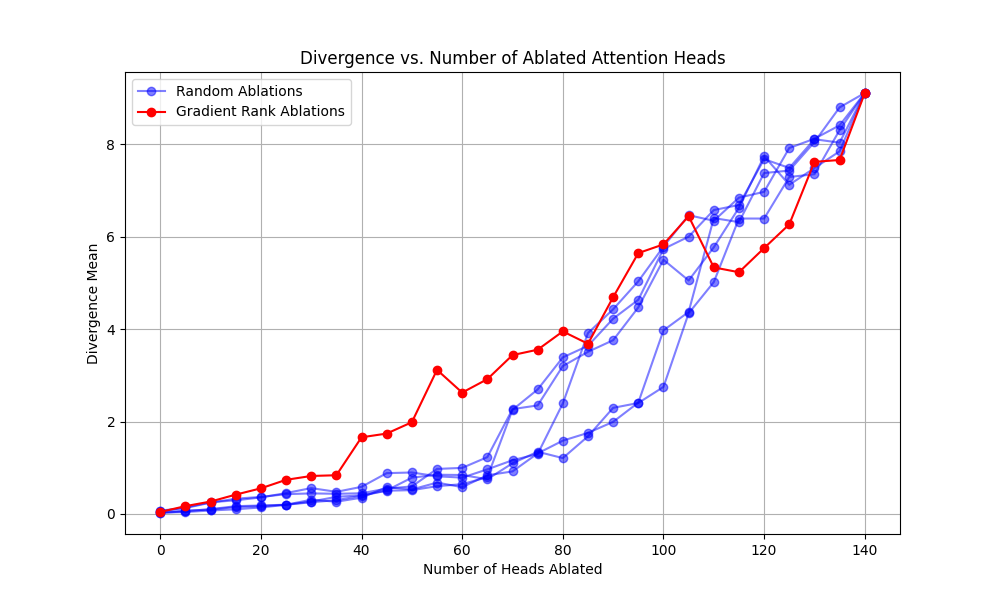 Divergence vs. Number of Ablated Attention Heads
Random Ablations
Gradient Rank Ablations
Divergence Mean
8
6
4
2
0
0 20 40 60 80 100 120 140
Number of Heads Ablated